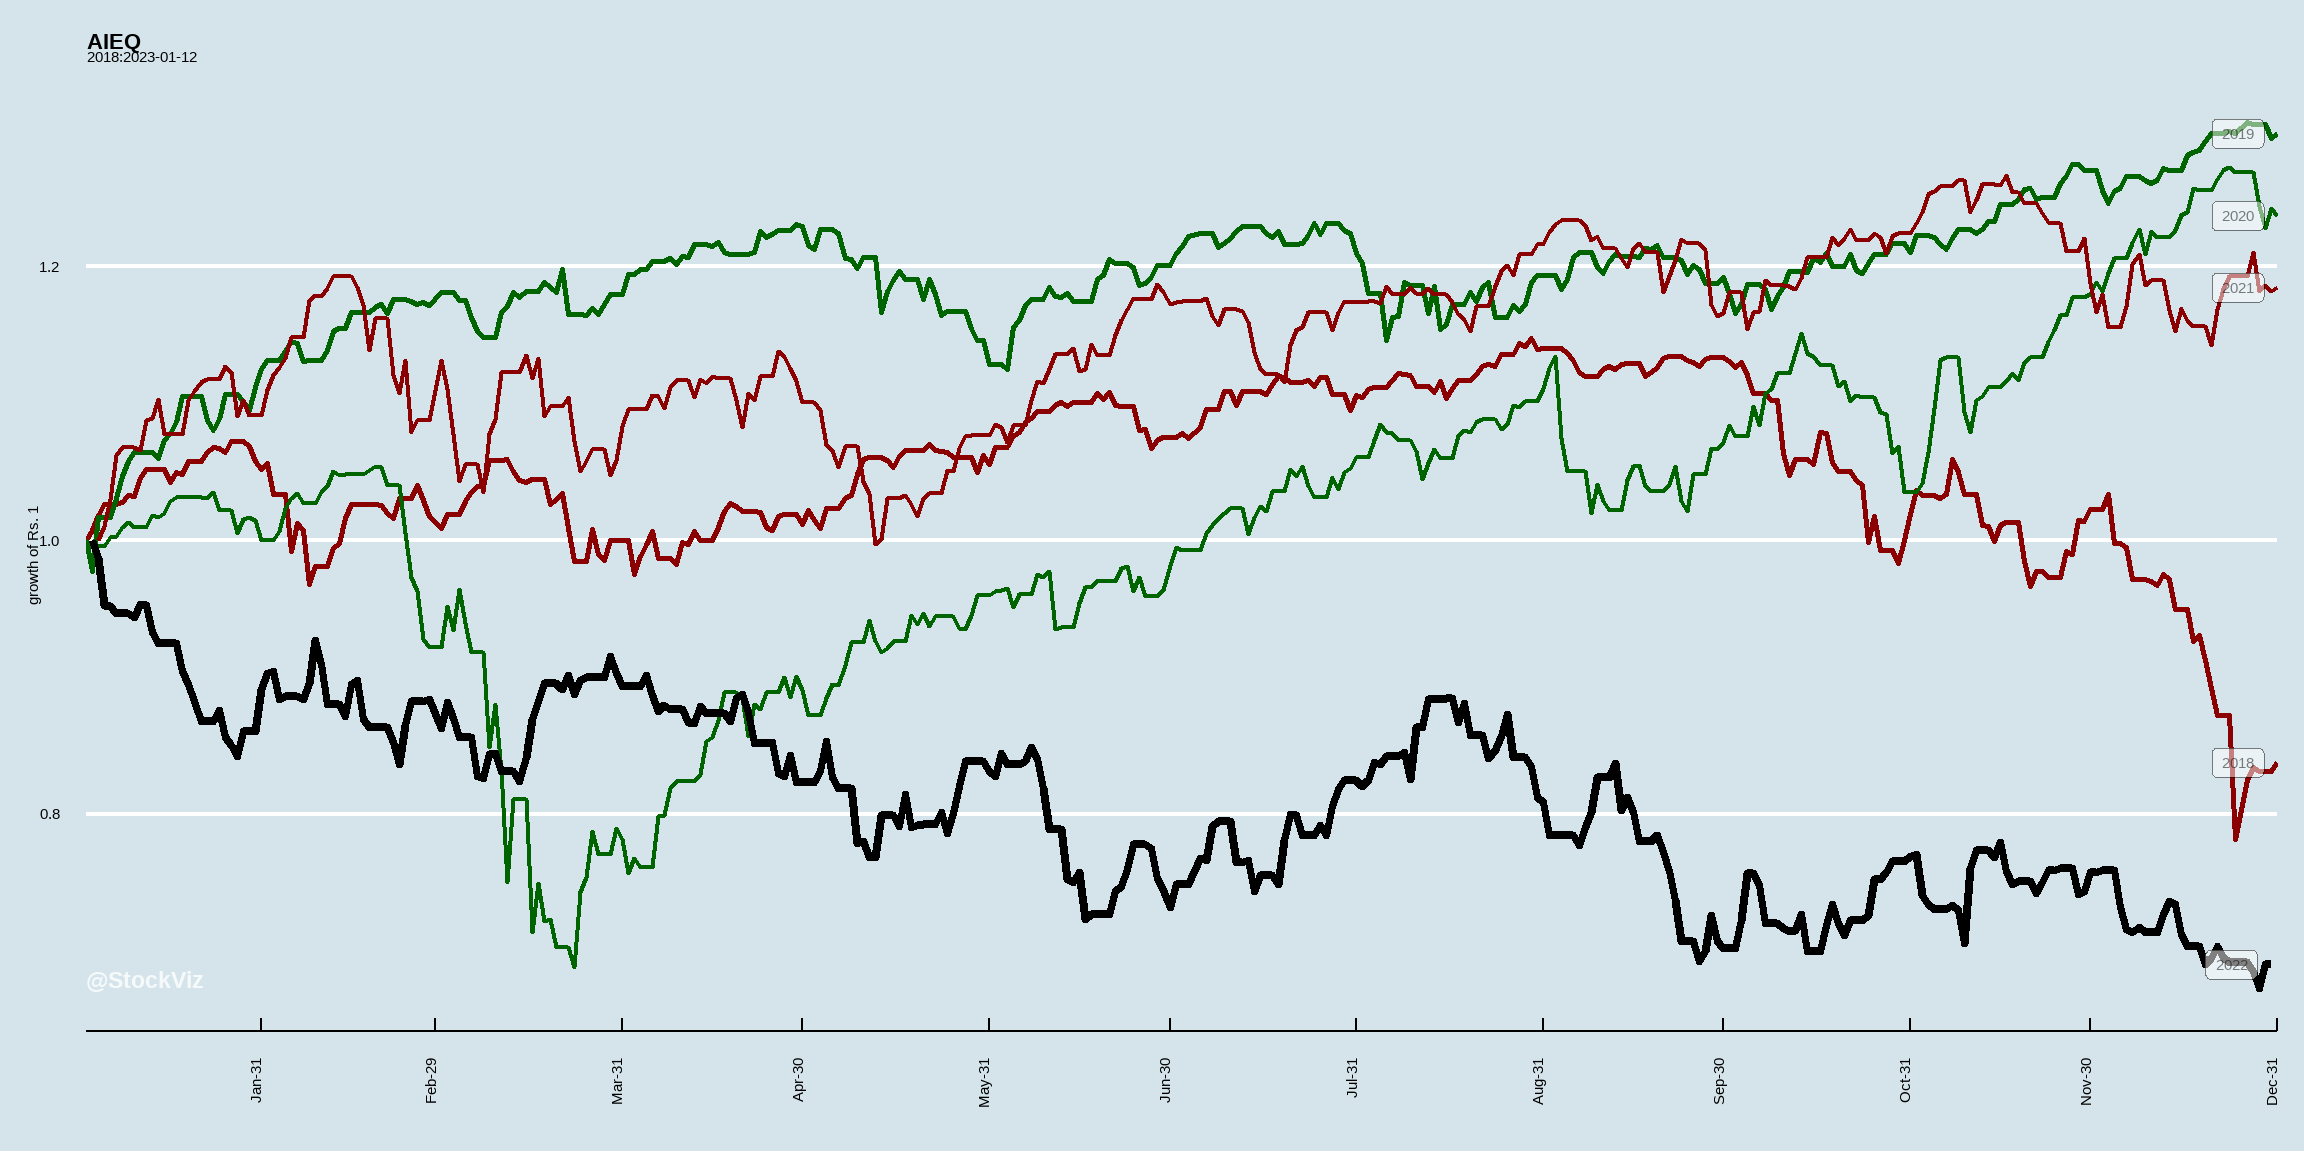 AIEQ
2018:2023-01-12
2019
2020
1.2
2021
growth of Rs. 1
1.0
2018
0.8
2022
@StockViz
Jan-31
Feb-29
Mar-31
Apr-30
May-31
Jun-30
Jul-31
Aug-31
Sep-30
Oct-31
Nov-30
Dec-31